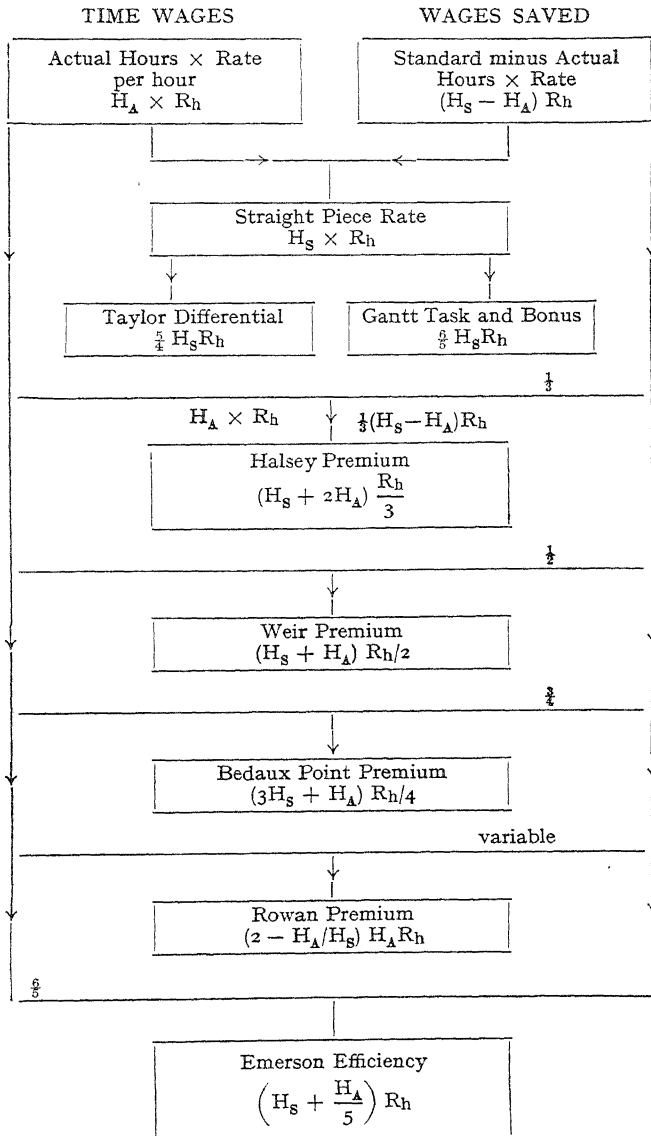 TIME WAGES
WAGES SAVED
Actual Hours × Rate
per hour
H_A × R_h
Standard minus Actual
Hours × Rate
(H_S − H_A) R_h
Straight Piece Rate
H_S × R_h
Taylor Differential
5/4 H_S R_h
Gantt Task and Bonus
6/5 H_S R_h
1/3
H_A × R_h
1/3(H_S − H_A)R_h
Halsey Premium
(H_S + 2H_A) R_h/3
1/2
Weir Premium
(H_S + H_A) R_h/2
3/4
Bedaux Point Premium
(3H_S + H_A) R_h/4
variable
Rowan Premium
(2 − H_A/H_S) H_A R_h
6/5
Emerson Efficiency
(H_S + H_A/5) R_h